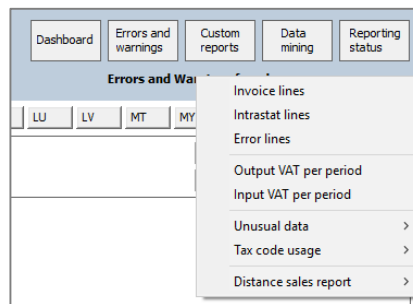 Dashboard
Errors and
warnings
Custom
reports
Data
mining
Reporting
status
Errors and
LU
LV
MT
MY
Invoice lines
Intrastat lines
Error lines
Output VAT per period
Input VAT per period
Unusual data
Tax code usage
Distance sales report